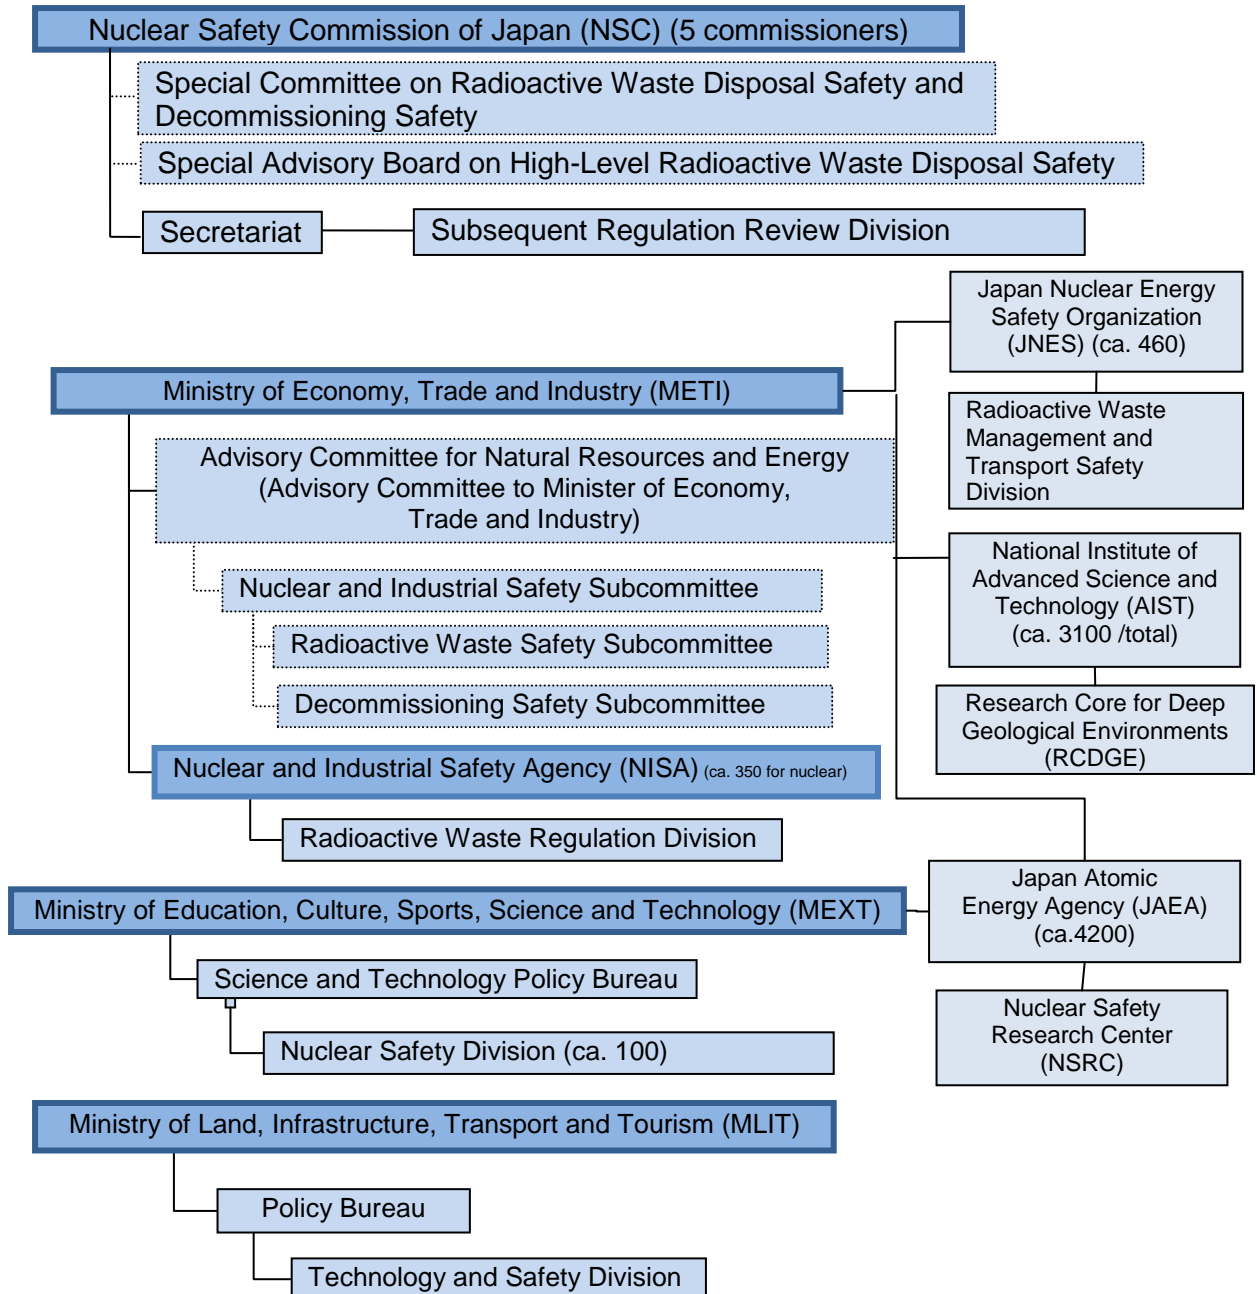 Nuclear Safety Commission of Japan (NSC) (5 commissioners)
Special Committee on Radioactive Waste Disposal Safety and
Decommissioning Safety
Special Advisory Board on High-Level Radioactive Waste Disposal Safety
Secretariat
Subsequent Regulation Review Division
Japan Nuclear Energy
Safety Organization
(JNES) (ca. 460)
Radioactive Waste
Management and
Transport Safety
Division
Ministry of Economy, Trade and Industry (METI)
Advisory Committee for Natural Resources and Energy
(Advisory Committee to Minister of Economy,
Trade and Industry)
Nuclear and Industrial Safety Subcommittee
Radioactive Waste Safety Subcommittee
Decommissioning Safety Subcommittee
National Institute of
Advanced Science and
Technology (AIST)
(ca. 3100 /total)
Research Core for Deep
Geological Environments
(RCDGE)
Nuclear and Industrial Safety Agency (NISA) (ca. 350 for nuclear)
Radioactive Waste Regulation Division
Ministry of Education, Culture, Sports, Science and Technology (MEXT)
Japan Atomic
Energy Agency (JAEA)
(ca.4200)
Science and Technology Policy Bureau
Nuclear Safety Division (ca. 100)
Nuclear Safety
Research Center
(NSRC)
Ministry of Land, Infrastructure, Transport and Tourism (MLIT)
Policy Bureau
Technology and Safety Division